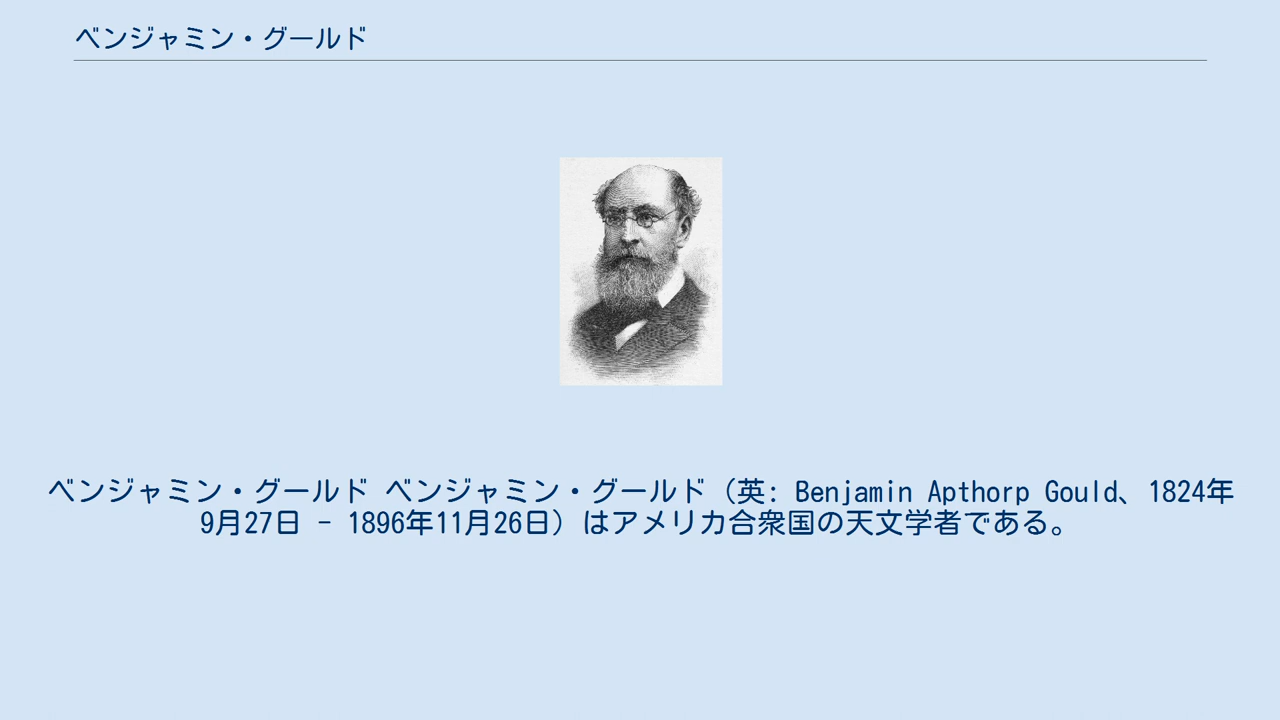 ベンジャミン・グールド
ベンジャミン・グールド ベンジャミン・グールド（英: Benjamin Apthorp Gould、1824年
9月27日 - 1896年11月26日）はアメリカ合衆国の天文学者である。